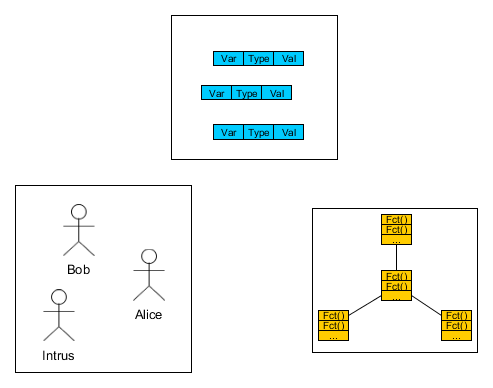 Var Type Val
Var Type Val
Var Type Val
Bob
Alice
Intrus
Fct()
Fct()
...
Fct()
Fct()
...
Fct()
Fct()
...
Fct()
Fct()
...